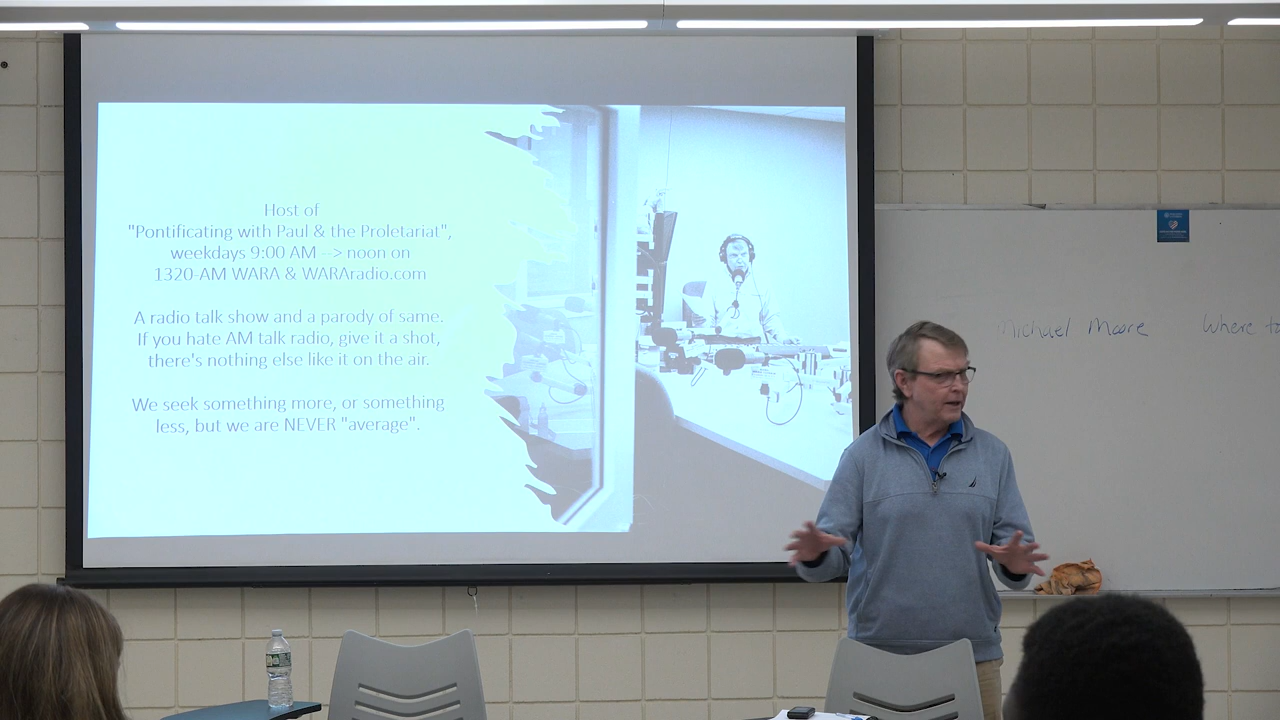 Host of
"Pontificating with Paul & the Proletariat",
weekdays 9:00 AM --> noon on
1320-AM WARA & WARAradio.com
A radio talk show and a parody of same.
If you hate AM talk radio, give it a shot,
there's nothing else like it on the air.
We seek something more, or something
less, but we are NEVER "average".
Michael Moore
Where to